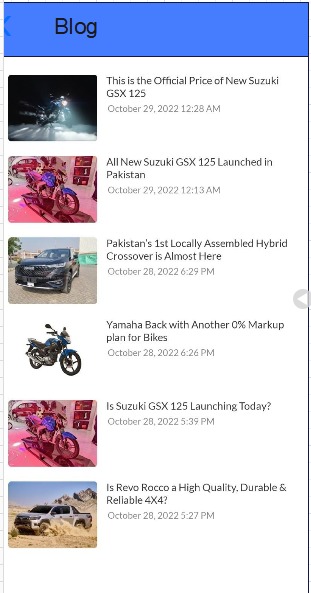 Blog
This is the Official Price of New Suzuki
GSX 125
October 29, 2022 12:28 AM
All New Suzuki GSX 125 Launched in
Pakistan
October 29, 2022 12:13 AM
Pakistan's 1st Locally Assembled Hybrid
Crossover is Almost Here
October 28, 2022 6:29 PM
Yamaha Back with Another 0% Markup
plan for Bikes
October 28, 2022 6:26 PM
Is Suzuki GSX 125 Launching Today?
October 28, 2022 5:39 PM
Is Revo Rocco a High Quality, Durable &
Reliable 4X4?
October 28, 2022 5:27 PM